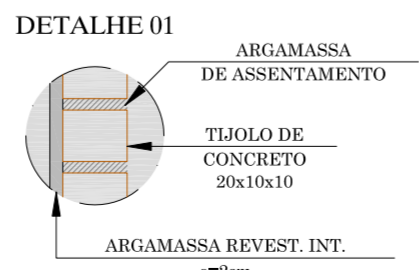 DETALHE 01
ARGAMASSA
DE ASSENTAMENTO
TIJOLO DE
CONCRETO
20x10x10
ARGAMASSA REVEST. INT.